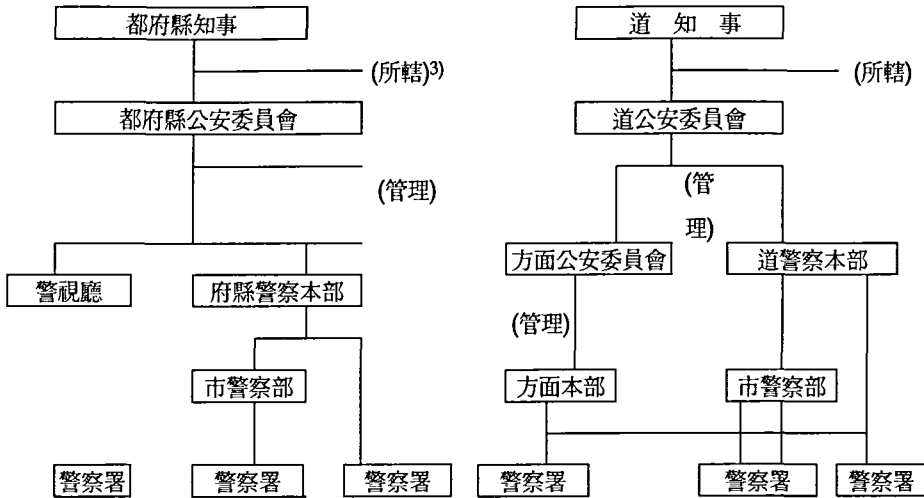 都府縣知事
道 知 事
(所轄)3)
(所轄)
都府縣公安委員會
道公安委員會
(管理)
(管
理)
方面公安委員會
道警察本部
警視廳
府縣警察本部
(管理)
市警察部
方面本部
市警察部
警察署
警察署
警察署
警察署
警察署
警察署